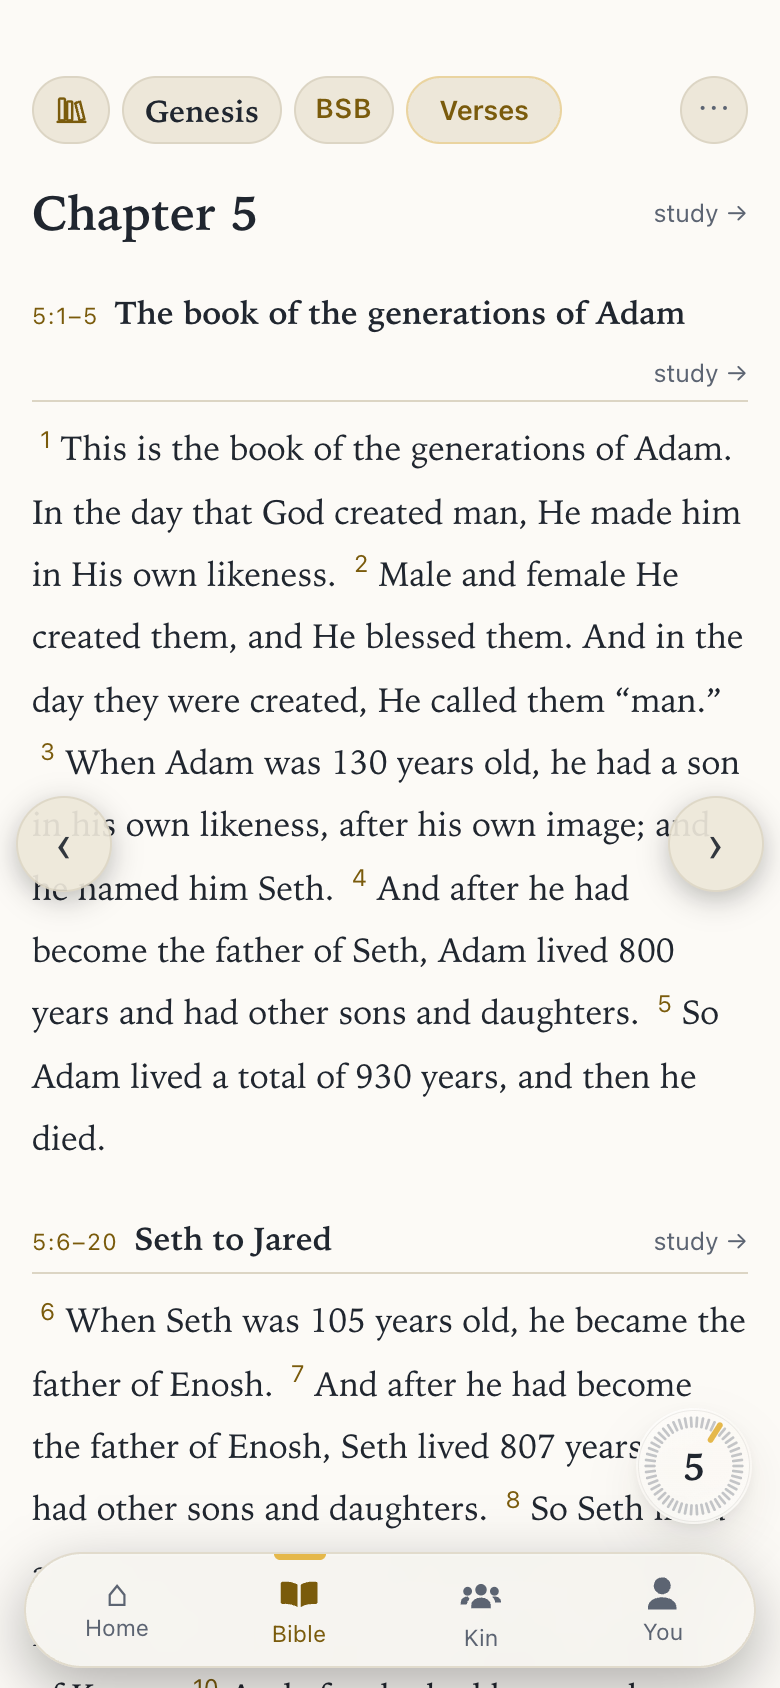 Genesis BSB Verses ...
Chapter 5 study →
5:1–5 The book of the generations of Adam
study →
1 This is the book of the generations of Adam.
In the day that God created man, He made him
in His own likeness. 2 Male and female He
created them, and He blessed them. And in the
day they were created, He called them “man.”
3 When Adam was 130 years old, he had a son
in his own likeness, after his own image; and
he named him Seth. 4 And after he had
become the father of Seth, Adam lived 800
years and had other sons and daughters. 5 So
Adam lived a total of 930 years, and then he
died.
5:6–20 Seth to Jared study →
6 When Seth was 105 years old, he became the
father of Enosh. 7 And after he had become
the father of Enosh, Seth lived 807 years
had other sons and daughters. 8 So Seth
5
Home Bible Kin You
10